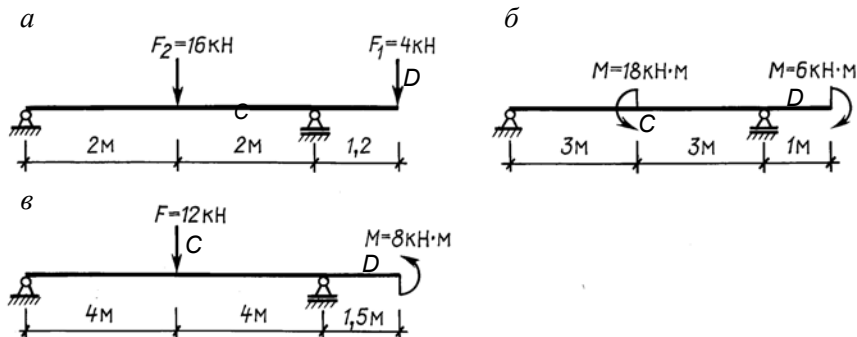 а
F₂=16кН
F₁=4кН
D
C
2м
2м
1,2
б
M=18кН·м
M=6кН·м
D
C
3м
3м
1м
в
F=12кН
C
M=8кН·м
D
4м
4м
1,5м